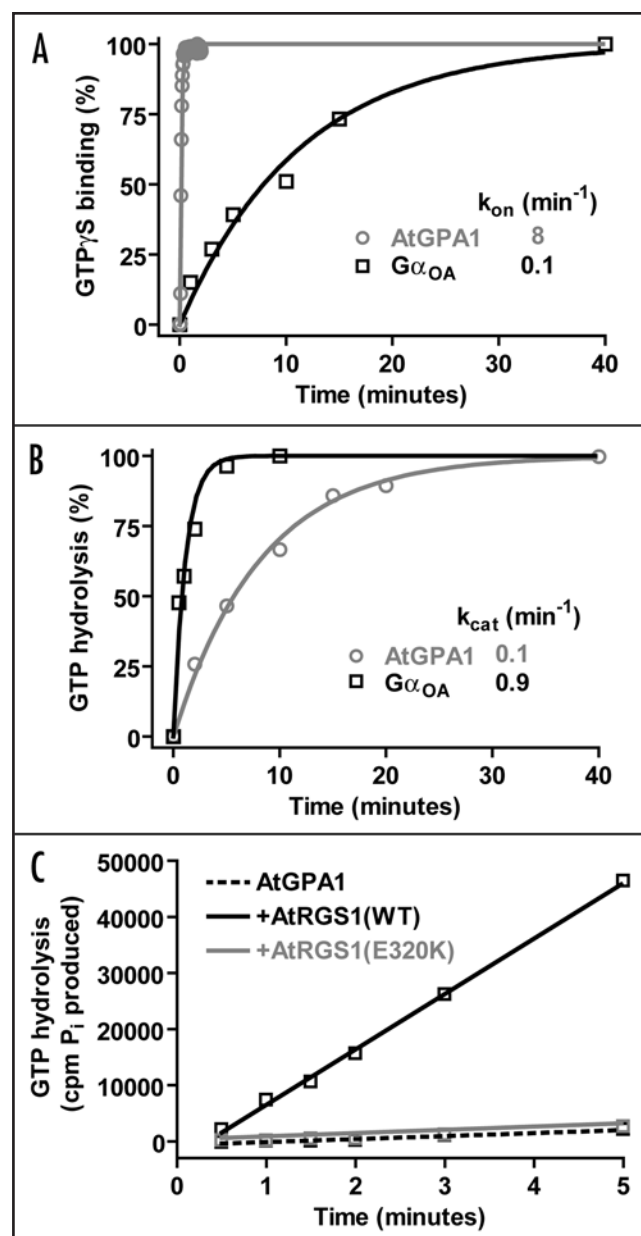 A
GTPγS binding (%)
100
75
50
25
0
k_on (min⁻¹)
AtGPA1 8
Gα_OA 0.1
0 10 20 30 40
Time (minutes)
B
GTP hydrolysis (%)
100
75
50
25
0
k_cat (min⁻¹)
AtGPA1 0.1
Gα_OA 0.9
0 10 20 30 40
Time (minutes)
C
GTP hydrolysis
(cpm P_i produced)
50000
40000
30000
20000
10000
0
AtGPA1
+AtRGS1(WT)
+AtRGS1(E320K)
0 1 2 3 4 5
Time (minutes)